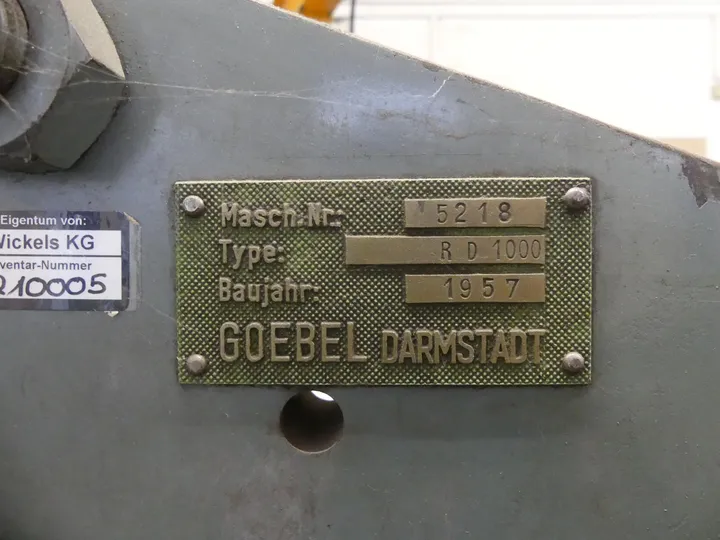 Eigentum von:
Wickels KG
ventar-Nummer
210005
Masch.Nr.: 5218
Type: R D 1000
Baujahr: 1957
GOEBEL DARMSTADT